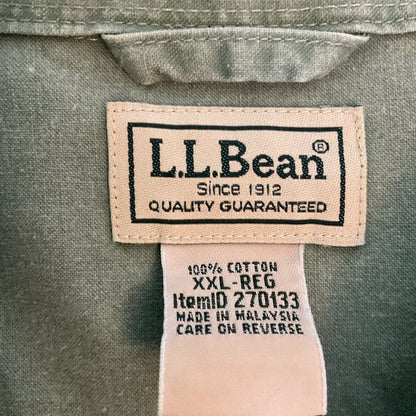 L.L.Bean®
Since 1912
QUALITY GUARANTEED
100% COTTON
XXL-REG
ItemID 270133
MADE IN MALAYSIA
CARE ON REVERSE